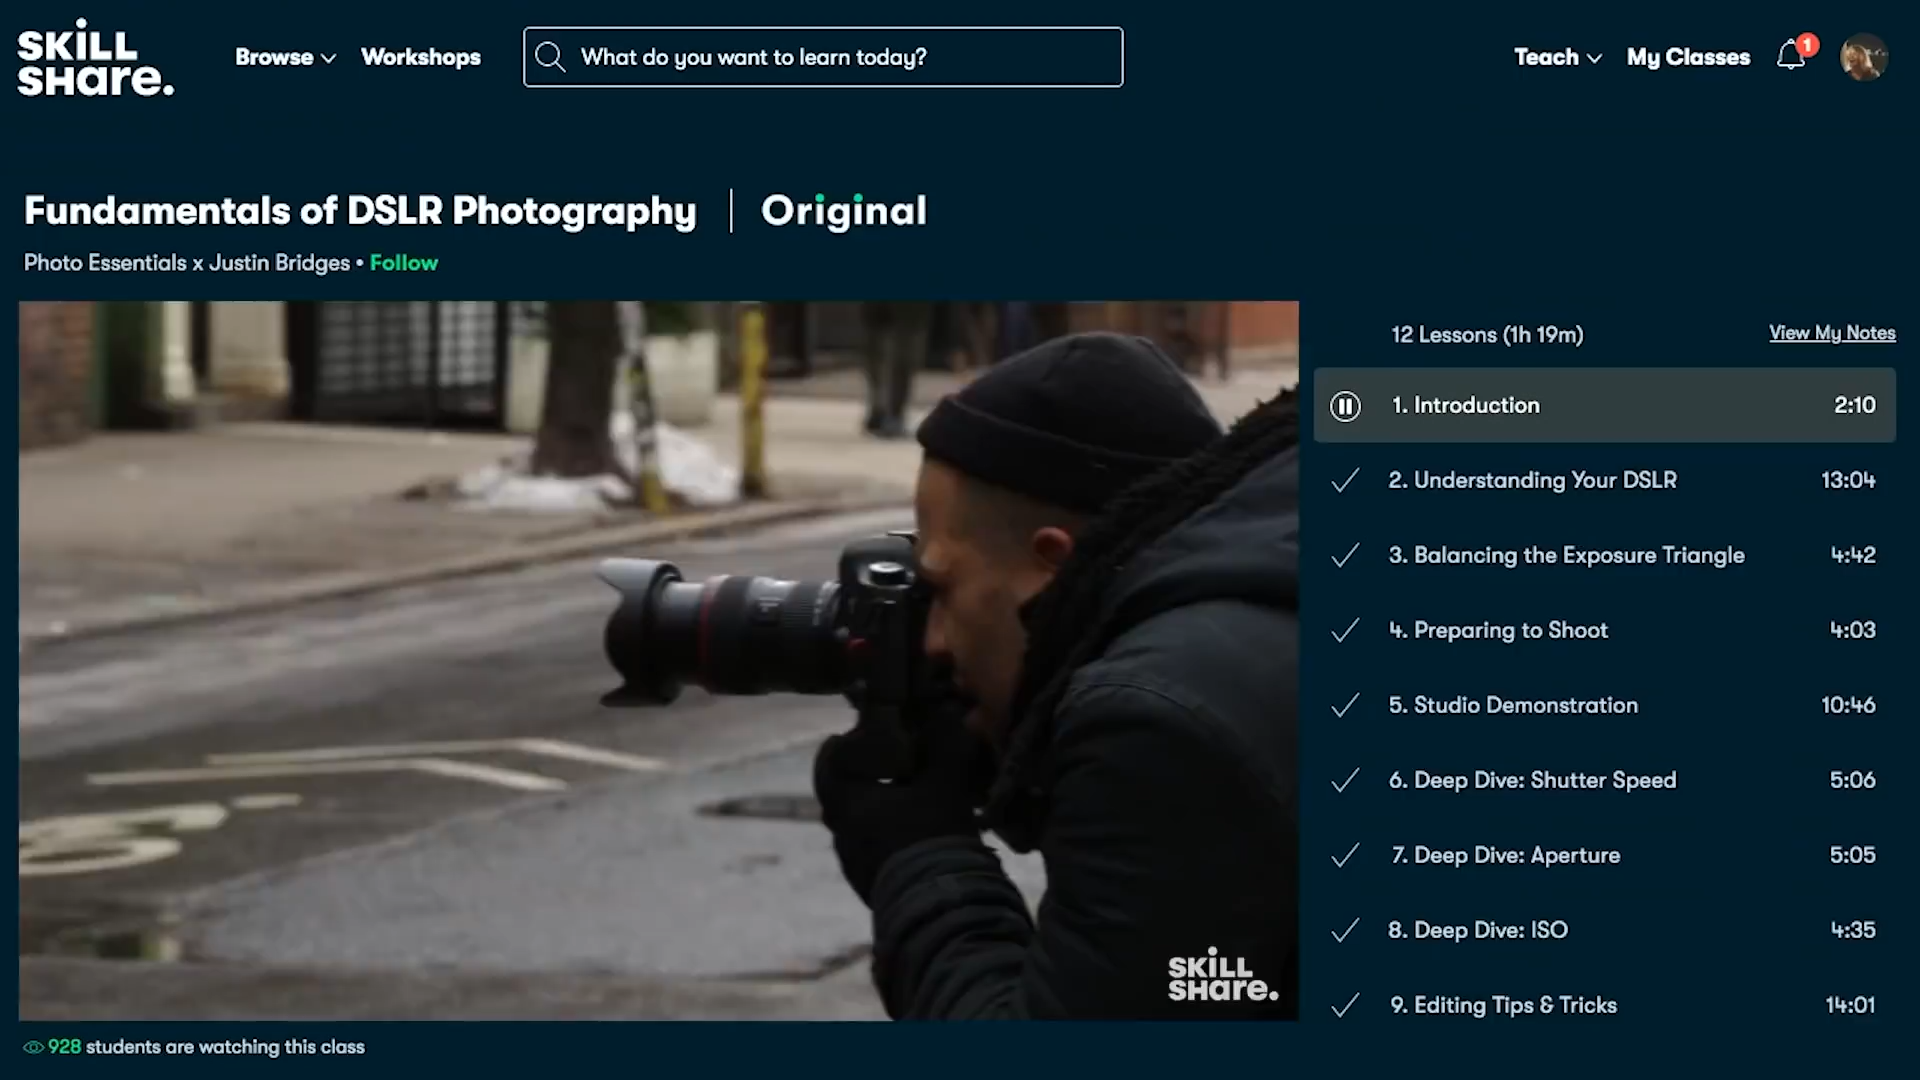 SKILL
SHare.
Browse
Workshops
What do you want to learn today?
Teach
My Classes
1
Fundamentals of DSLR Photography | Original
Photo Essentials x Justin Bridges • Follow
12 Lessons (1h 19m)
View My Notes
1. Introduction 2:10
2. Understanding Your DSLR 13:04
3. Balancing the Exposure Triangle 4:42
4. Preparing to Shoot 4:03
5. Studio Demonstration 10:46
6. Deep Dive: Shutter Speed 5:06
7. Deep Dive: Aperture 5:05
8. Deep Dive: ISO 4:35
9. Editing Tips & Tricks 14:01
SKILL
SHare.
928 students are watching this class